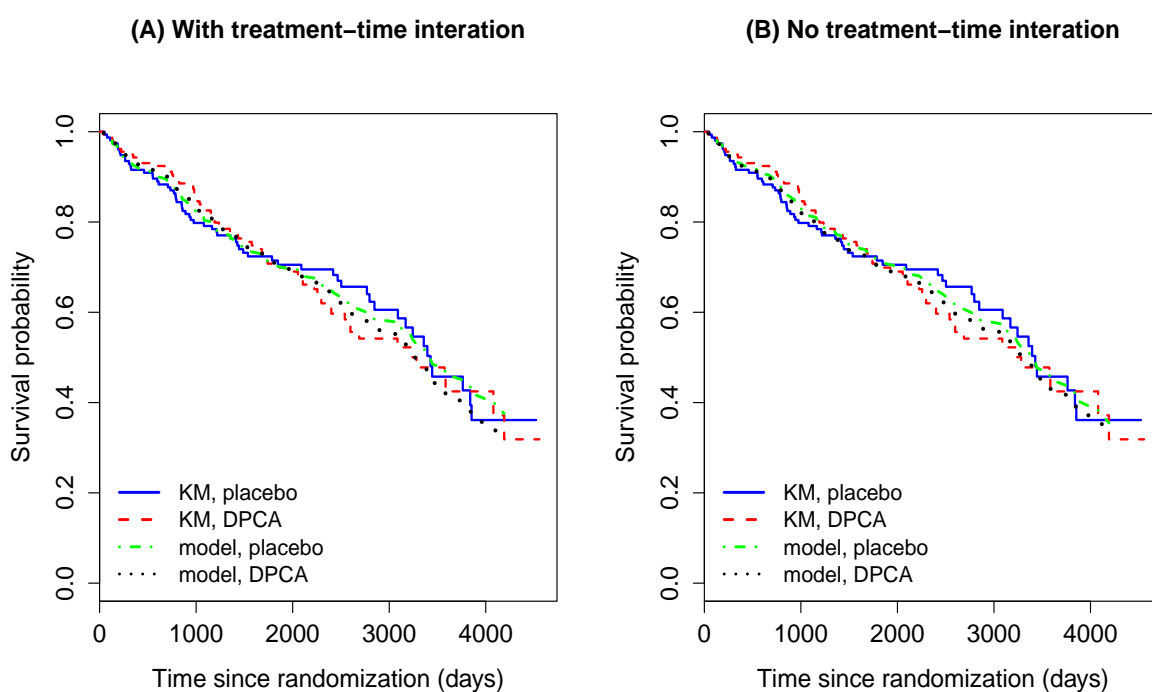 (A) With treatment−time interation
Survival probability
1.0
0.8
0.6
0.4
0.2
0.0
KM, placebo
KM, DPCA
model, placebo
model, DPCA
0 1000 2000 3000 4000
Time since randomization (days)
(B) No treatment−time interation
Survival probability
1.0
0.8
0.6
0.4
0.2
0.0
KM, placebo
KM, DPCA
model, placebo
model, DPCA
0 1000 2000 3000 4000
Time since randomization (days)